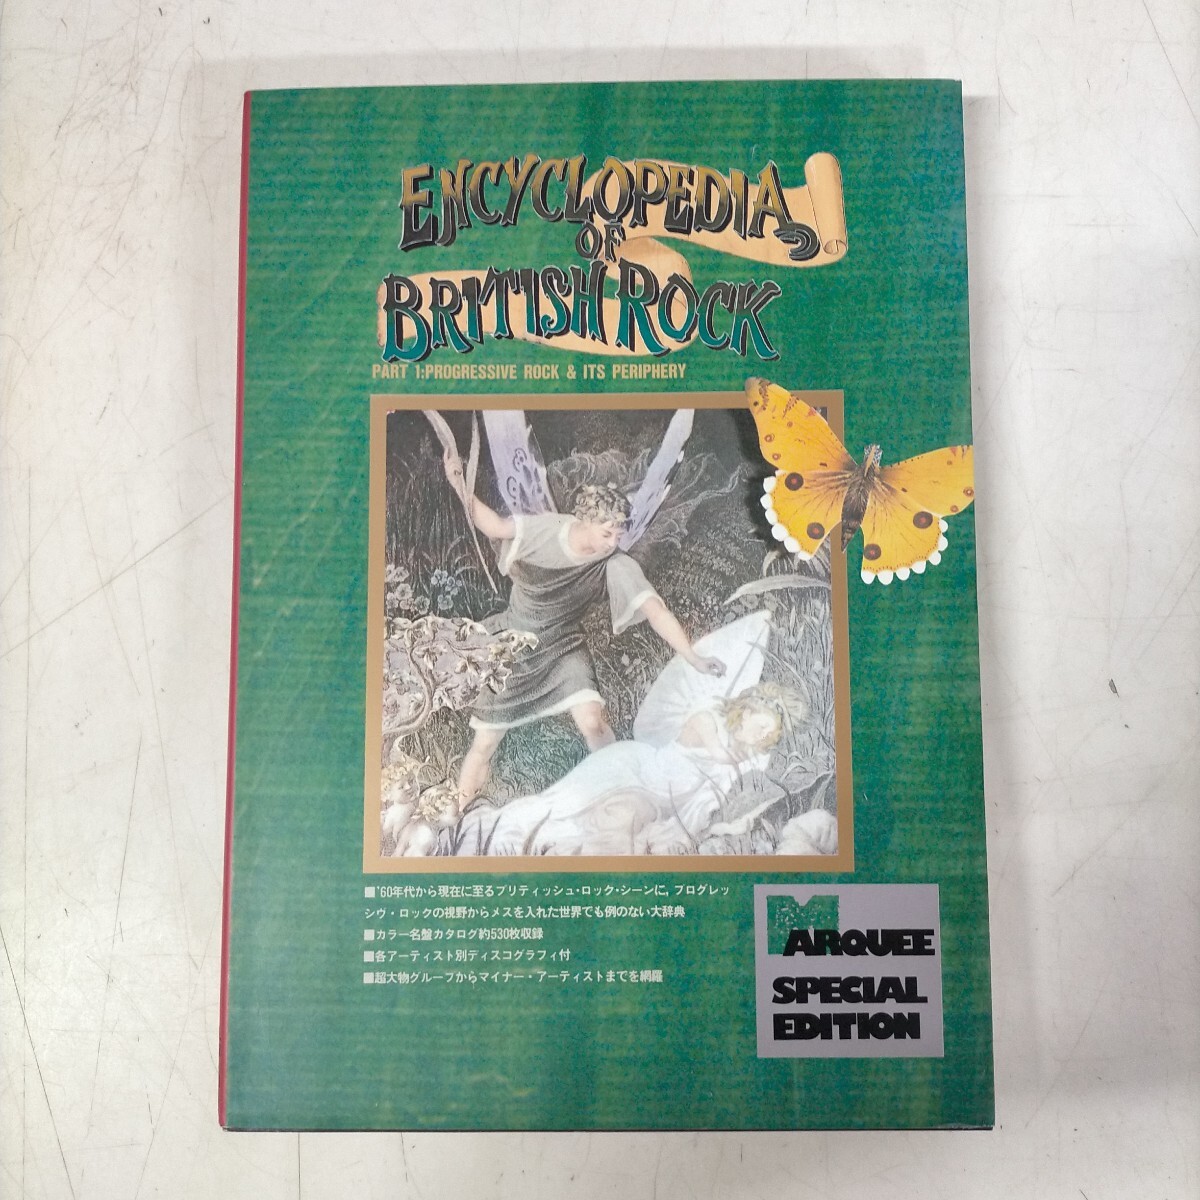 ENCYCLOPEDIA
OF
BRITISH ROCK
PART 1:PROGRESSIVE ROCK & ITS PERIPHERY
■'60年代から現在に至るブリティッシュ・ロック・シーンに, プログレッ
シヴ・ロックの視野からメスを入れた世界でも例のない大辞典
■カラー名盤カタログ約530枚収録
■各アーティスト別ディスコグラフィ付
■超大物グループからマイナー・アーティストまでを網羅
MARQUEE
SPECIAL
EDITION